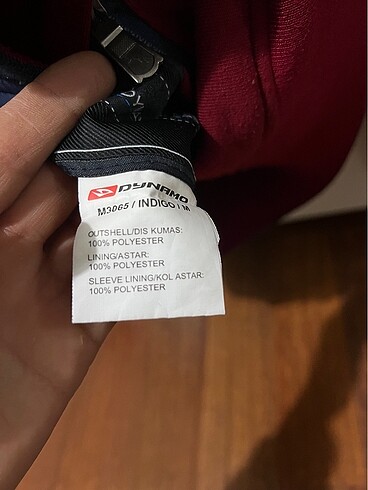 DYNAMO
M3065 / INDIGO / M
OUTSHELL/DIS KUMAS:
100% POLYESTER
LINING/ASTAR:
100% POLYESTER
SLEEVE LINING/KOL ASTAR:
100% POLYESTER